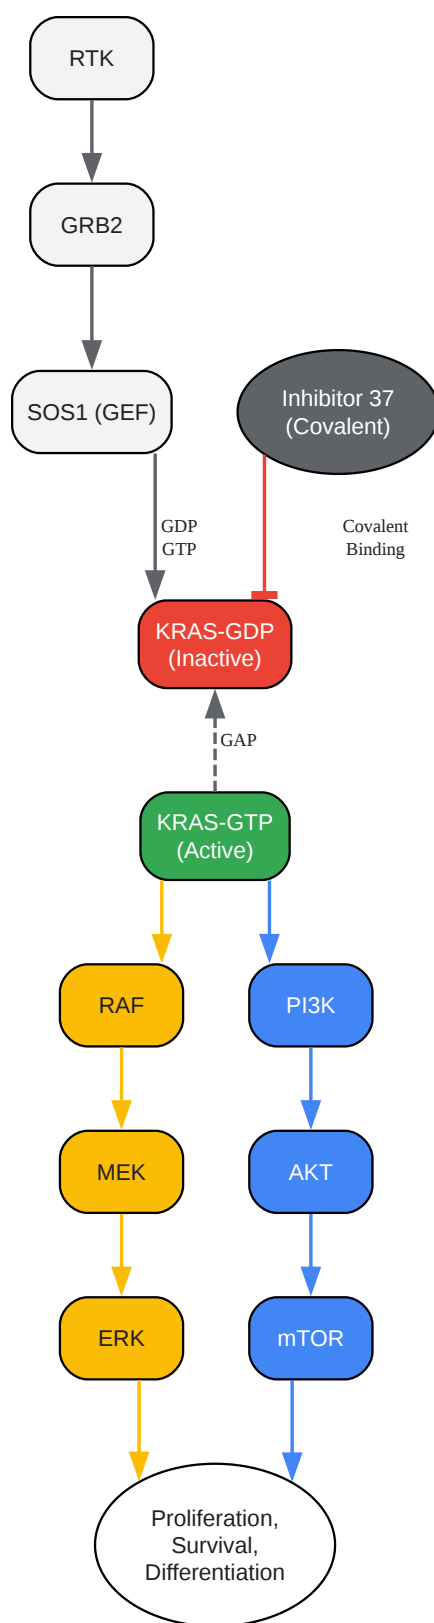 RTK
GRB2
SOS1 (GEF)
Inhibitor 37
(Covalent)
GDP
GTP
Covalent
Binding
KRAS-GDP
(Inactive)
GAP
KRAS-GTP
(Active)
RAF
PI3K
MEK
AKT
ERK
mTOR
Proliferation,
Survival,
Differentiation